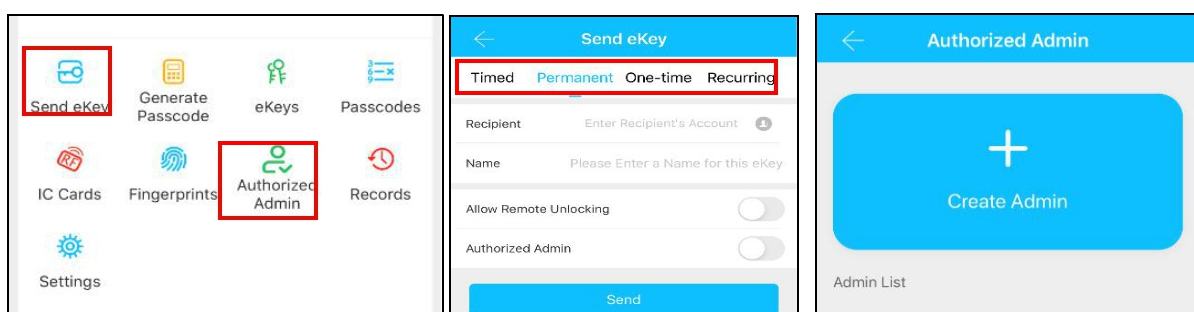 Send eKey
Generate
Passcode
eKeys
Passcodes
IC Cards
Fingerprints
Authorized
Admin
Records
Settings
Send eKey
Timed Permanent One-time Recurring
Recipient Enter Recipient's Account
Name Please Enter a Name for this eKey
Allow Remote Unlocking
Authorized Admin
Send
Authorized Admin
Create Admin
Admin List